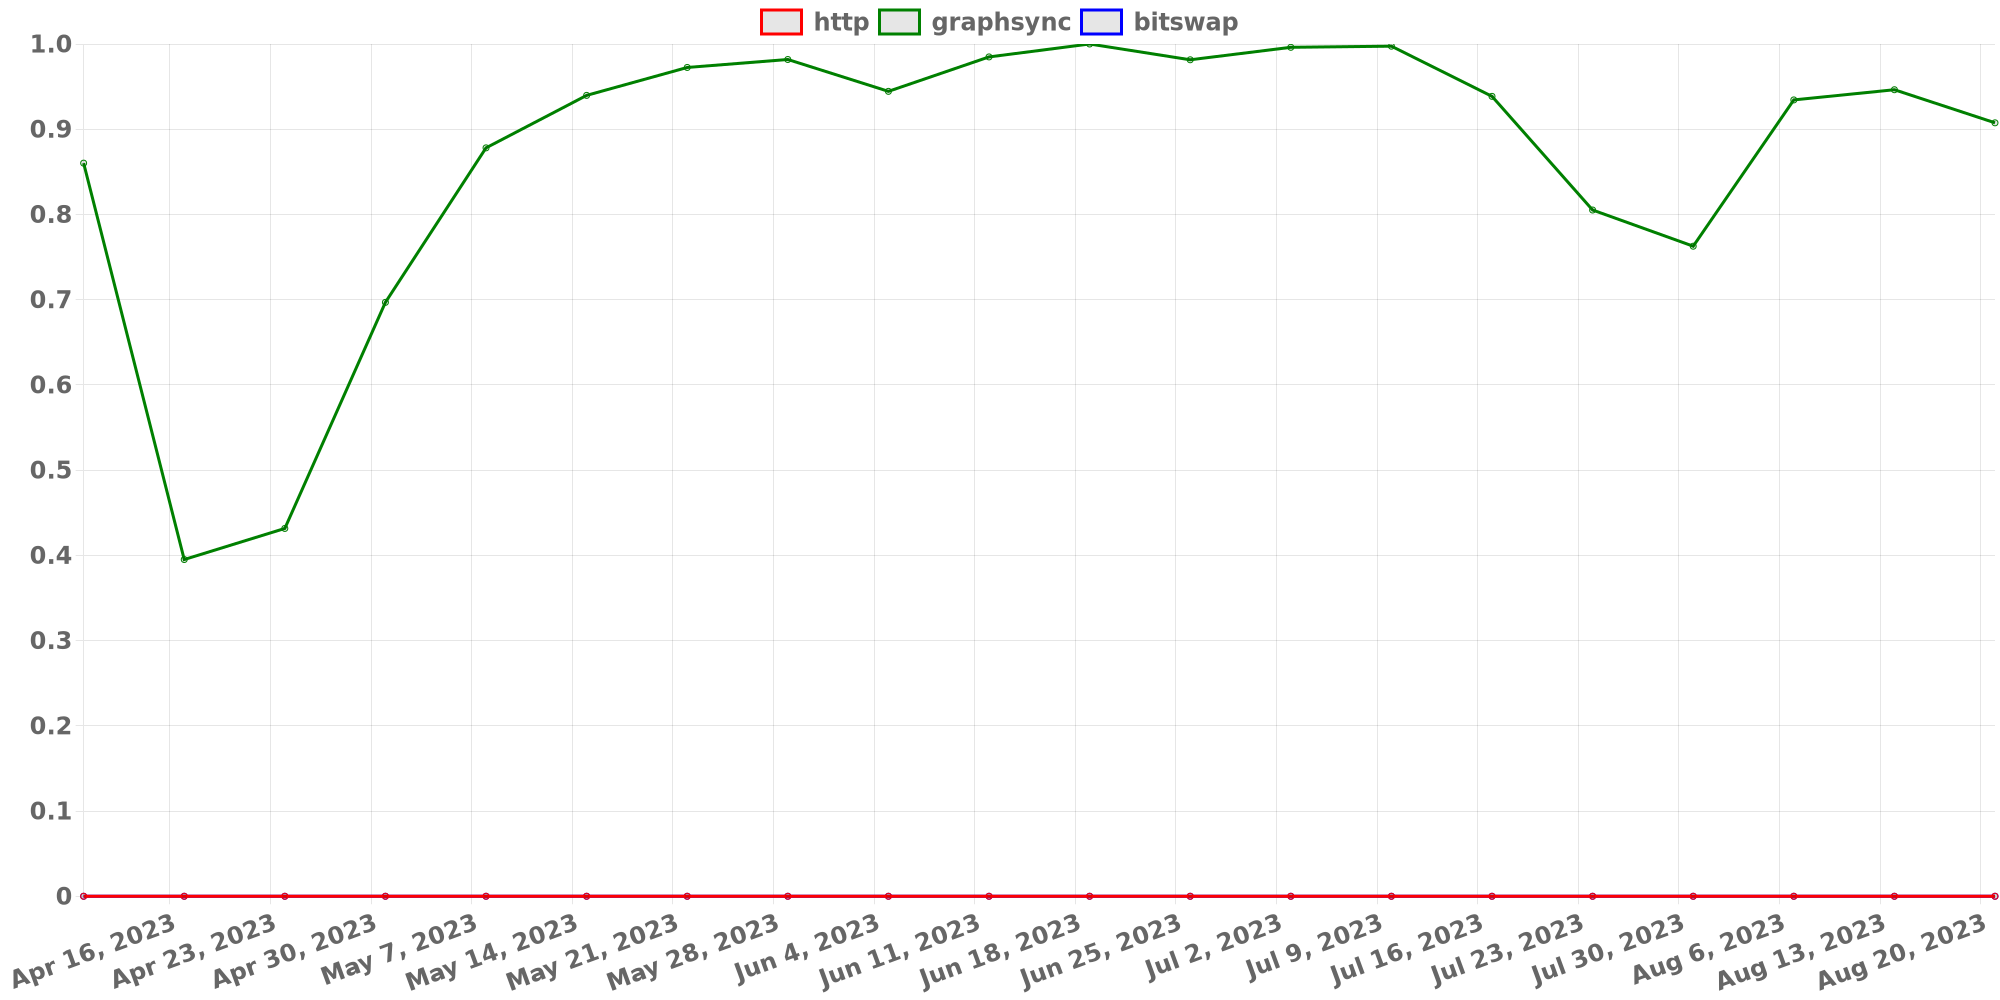 http graphsync bitswap
1.0
0.9
0.8
0.7
0.6
0.5
0.4
0.3
0.2
0.1
0
Apr 16, 2023
Apr 23, 2023
Apr 30, 2023
May 7, 2023
May 14, 2023
May 21, 2023
May 28, 2023
Jun 4, 2023
Jun 11, 2023
Jun 18, 2023
Jun 25, 2023
Jul 2, 2023
Jul 9, 2023
Jul 16, 2023
Jul 23, 2023
Jul 30, 2023
Aug 6, 2023
Aug 13, 2023
Aug 20, 2023